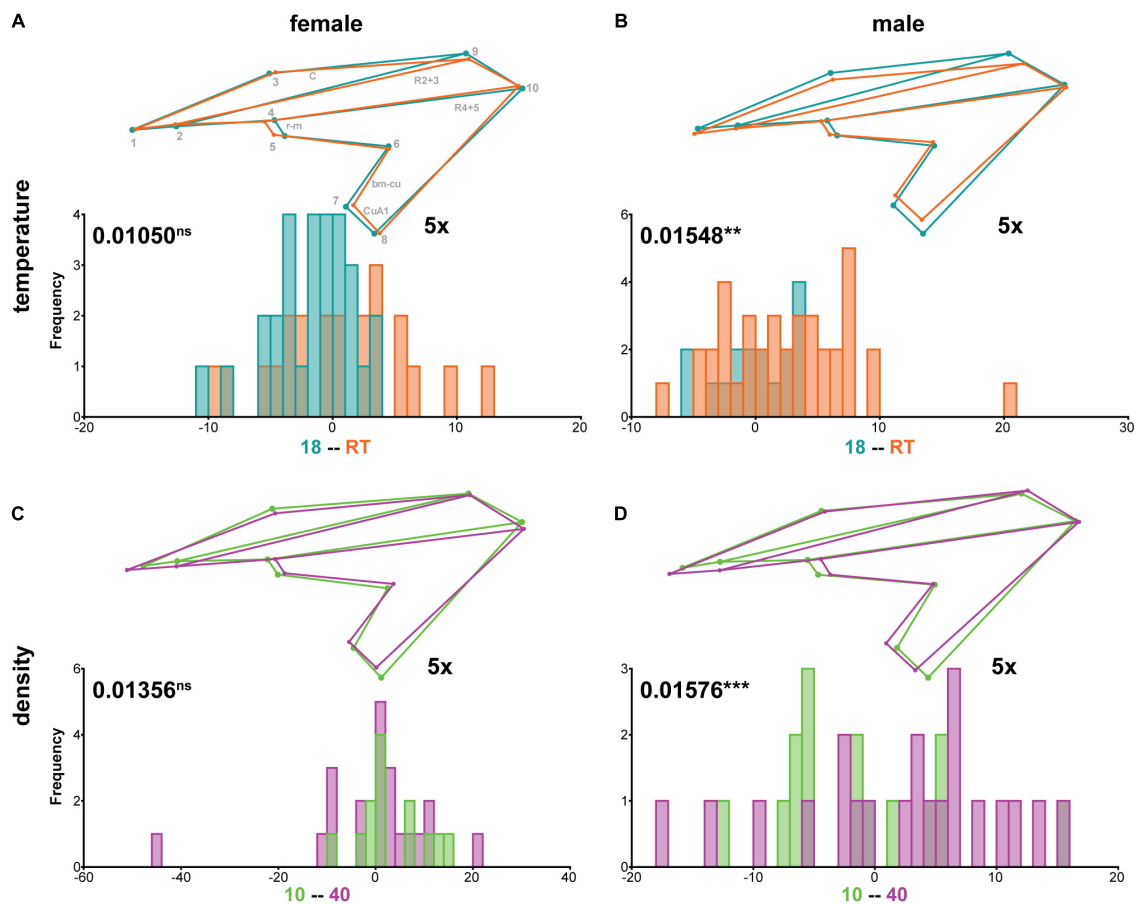 A
female
B
male
9
3
C
R2+3
10
R4+5
4
r-m
1
2
5
6
bm-cu
7
CuA1
8
temperature
5x
5x
0.01050ns
0.01548**
Frequency
4
3
2
1
0
-20
-10
0
10
20
18 -- RT
6
4
2
0
-10
0
10
20
30
18 -- RT
C
D
density
5x
5x
0.01356ns
0.01576***
Frequency
6
4
2
0
-60
-40
-20
0
20
40
10 -- 40
3
2
1
0
-20
-10
0
10
20
10 -- 40